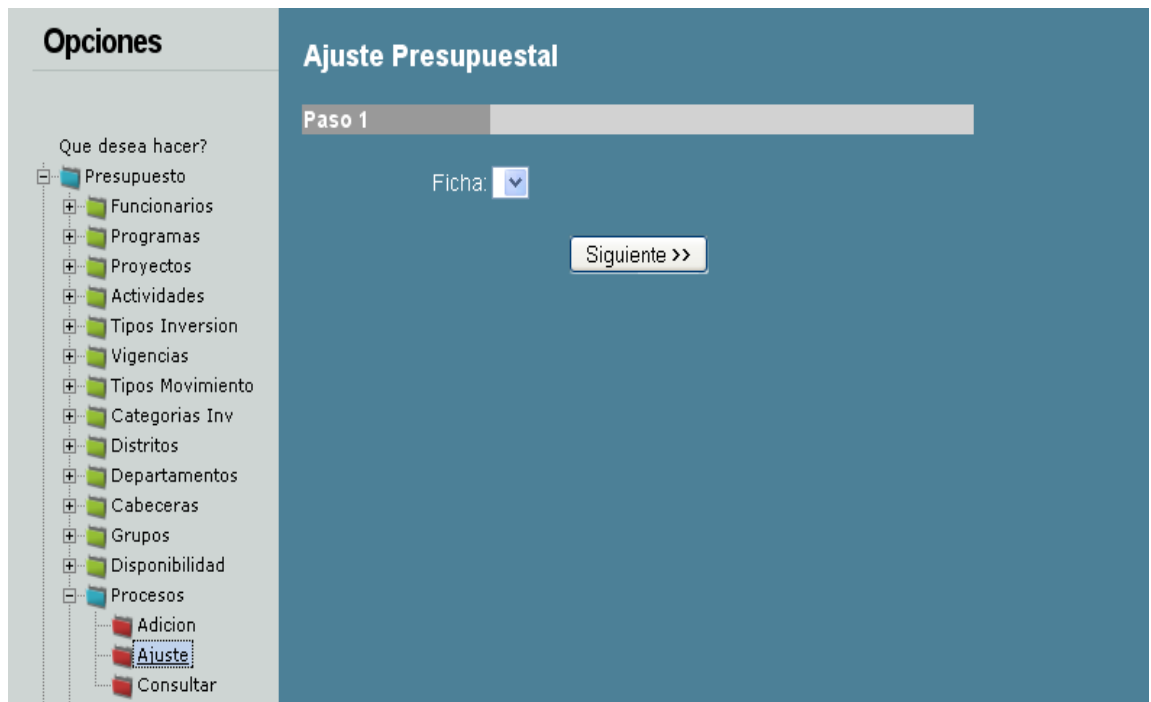 Opciones
Que desea hacer?
Presupuesto
Funcionarios
Programas
Proyectos
Actividades
Tipos Inversion
Vigencias
Tipos Movimiento
Categorias Inv
Distritos
Departamentos
Cabeceras
Grupos
Disponibilidad
Procesos
Adicion
Ajuste
Consultar
Ajuste Presupuestal
Paso 1
Ficha:
Siguiente >>